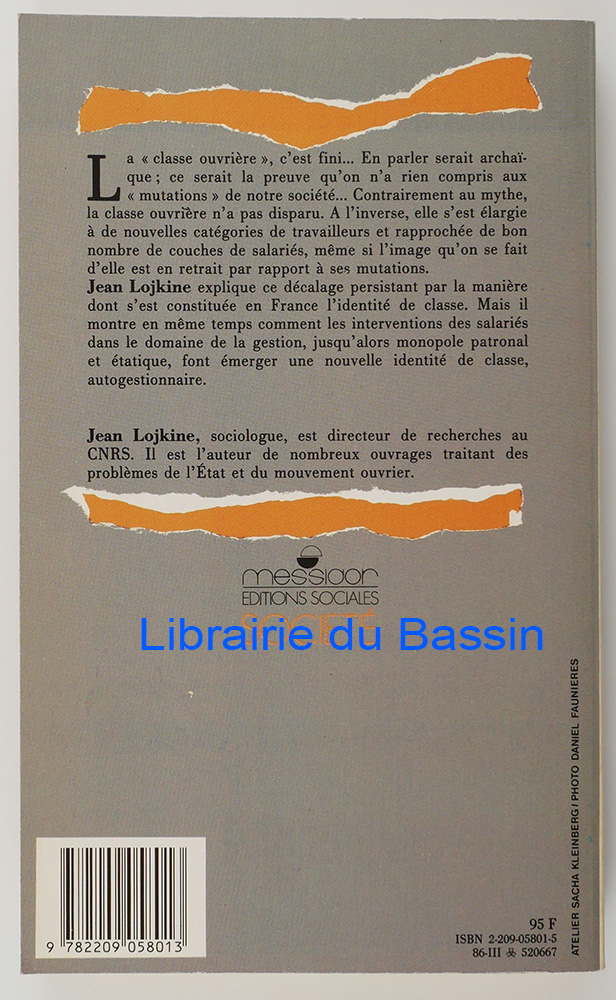 La « classe ouvrière », c'est fini... En parler serait archaï-
que ; ce serait la preuve qu'on n'a rien compris aux
« mutations » de notre société... Contrairement au mythe,
la classe ouvrière n'a pas disparu. A l'inverse, elle s'est élargie
à de nouvelles catégories de travailleurs et rapprochée de bon
nombre de couches de salariés, même si l'image qu'on se fait
d'elle est en retrait par rapport à ses mutations.
Jean Lojkine explique ce décalage persistant par la manière
dont s'est constituée en France l'identité de classe. Mais il
montre en même temps comment les interventions des salariés
dans le domaine de la gestion, jusqu'alors monopole patronal
et étatique, font émerger une nouvelle identité de classe,
autogestionnaire.
Jean Lojkine, sociologue, est directeur de recherches au
CNRS. Il est l'auteur de nombreux ouvrages traitant des
problèmes de l'État et du mouvement ouvrier.
messidor
EDITIONS SOCIALES
SOCIÉTÉ
Librairie du Bassin
ATELIER SACHA KLEINBERG / PHOTO DANIEL FAUNIERES
9 782209 058013
95 F
ISBN 2-209-05801-5
86-III 520667